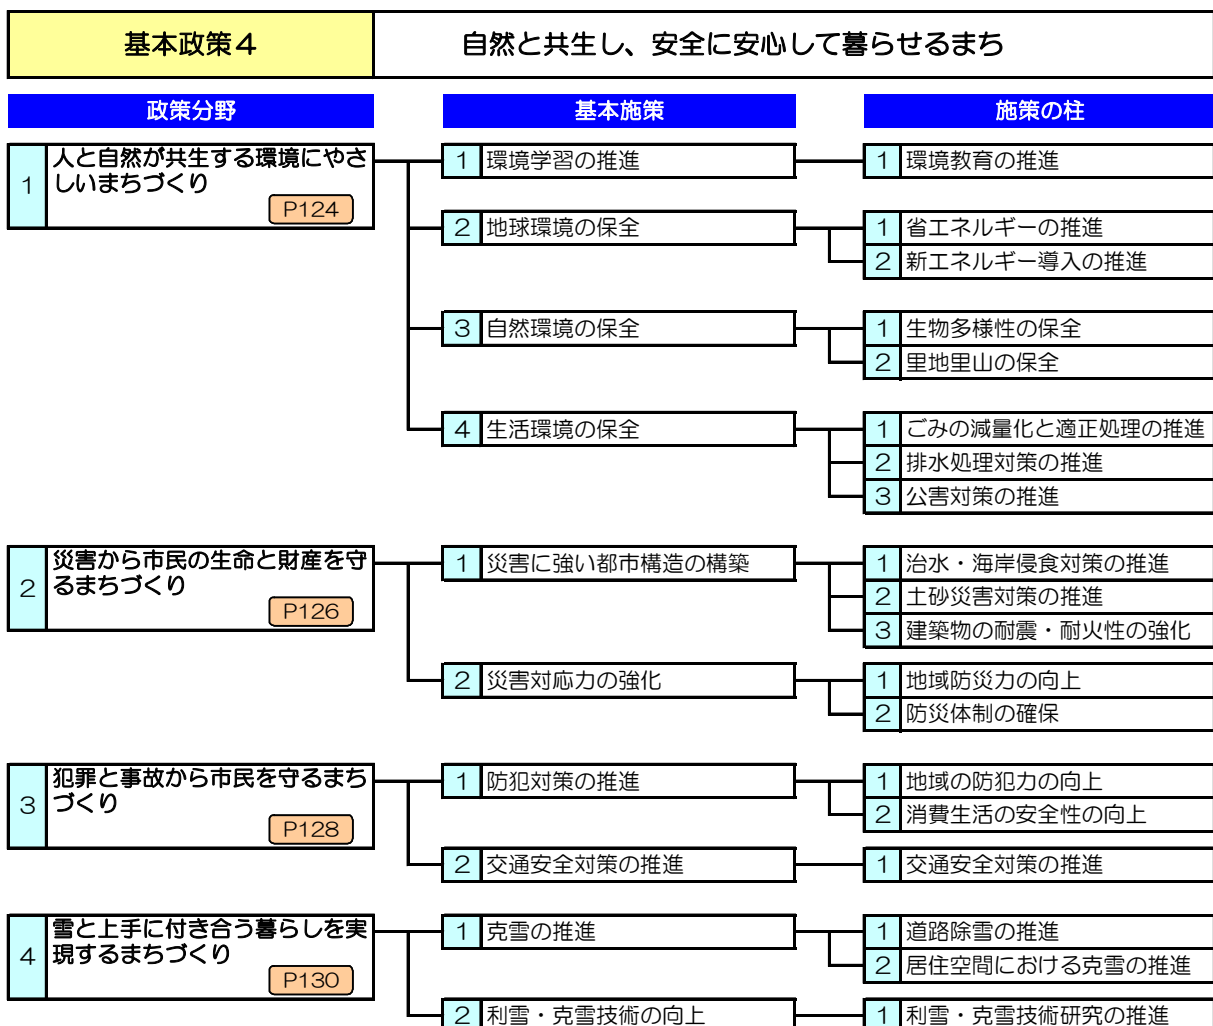 基本政策４
自然と共生し、安全に安心して暮らせるまち
政策分野
基本施策
施策の柱
1
人と自然が共生する環境にやさ
しいまちづくり
P124
1 環境学習の推進
1 環境教育の推進
2 地球環境の保全
1 省エネルギーの推進
2 新エネルギー導入の推進
3 自然環境の保全
1 生物多様性の保全
2 里地里山の保全
4 生活環境の保全
1 ごみの減量化と適正処理の推進
2 排水処理対策の推進
3 公害対策の推進
2
災害から市民の生命と財産を守
るまちづくり
P126
1 災害に強い都市構造の構築
1 治水・海岸侵食対策の推進
2 土砂災害対策の推進
3 建築物の耐震・耐火性の強化
2 災害対応力の強化
1 地域防災力の向上
2 防災体制の確保
3
犯罪と事故から市民を守るまち
づくり
P128
1 防犯対策の推進
1 地域の防犯力の向上
2 消費生活の安全性の向上
2 交通安全対策の推進
1 交通安全対策の推進
4
雪と上手に付き合う暮らしを実
現するまちづくり
P130
1 克雪の推進
1 道路除雪の推進
2 居住空間における克雪の推進
2 利雪・克雪技術の向上
1 利雪・克雪技術研究の推進